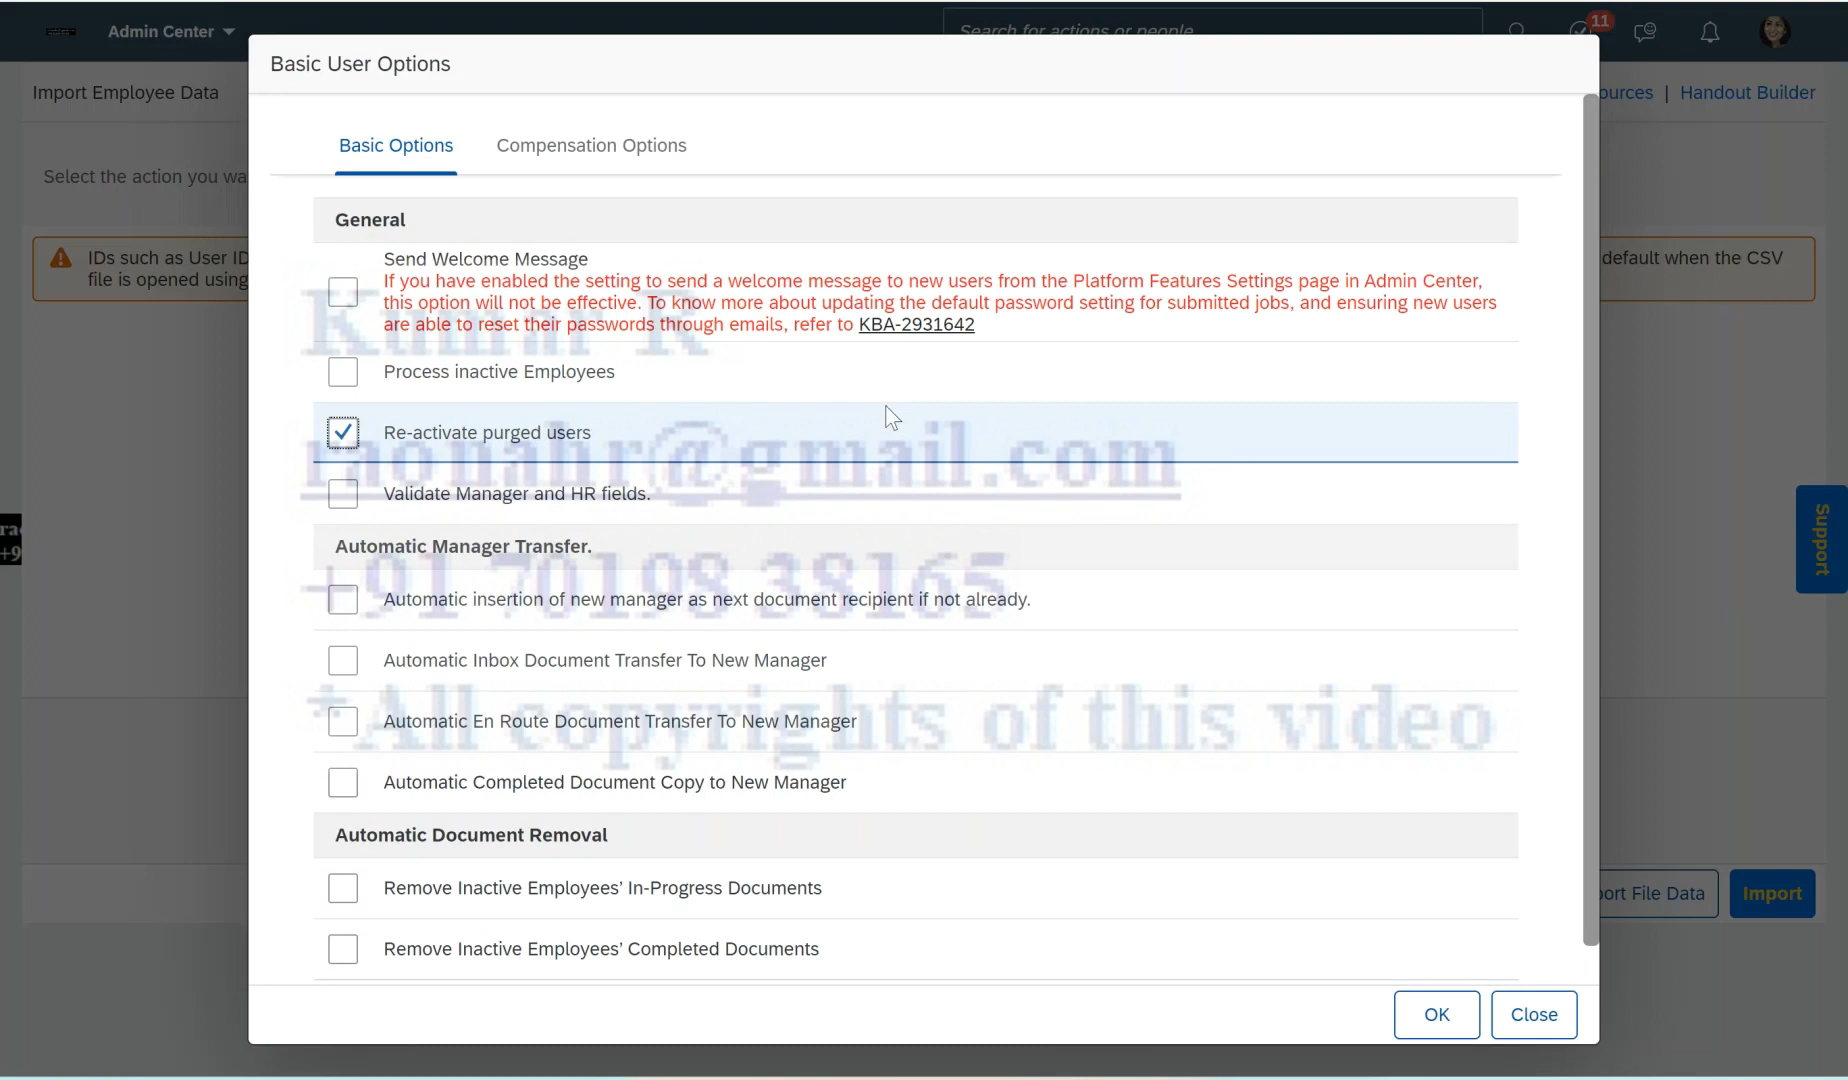 Admin Center
Search for actions or people
11
Basic User Options
Import Employee Data
ources | Handout Builder
Basic Options
Compensation Options
Select the action you wa
General
IDs such as User ID
file is opened using
default when the CSV
Send Welcome Message
If you have enabled the setting to send a welcome message to new users from the Platform Features Settings page in Admin Center,
this option will not be effective. To know more about updating the default password setting for submitted jobs, and ensuring new users
are able to reset their passwords through emails, refer to KBA-2931642
Kumar R
Process inactive Employees
Re-activate purged users
raonahr@gmail.com
Validate Manager and HR fields.
Support
Automatic Manager Transfer.
+91 70198 38165
Automatic insertion of new manager as next document recipient if not already.
Automatic Inbox Document Transfer To New Manager
*All copyrights of this video
Automatic En Route Document Transfer To New Manager
Automatic Completed Document Copy to New Manager
Automatic Document Removal
Remove Inactive Employees’ In-Progress Documents
port File Data
Import
Remove Inactive Employees’ Completed Documents
OK
Close